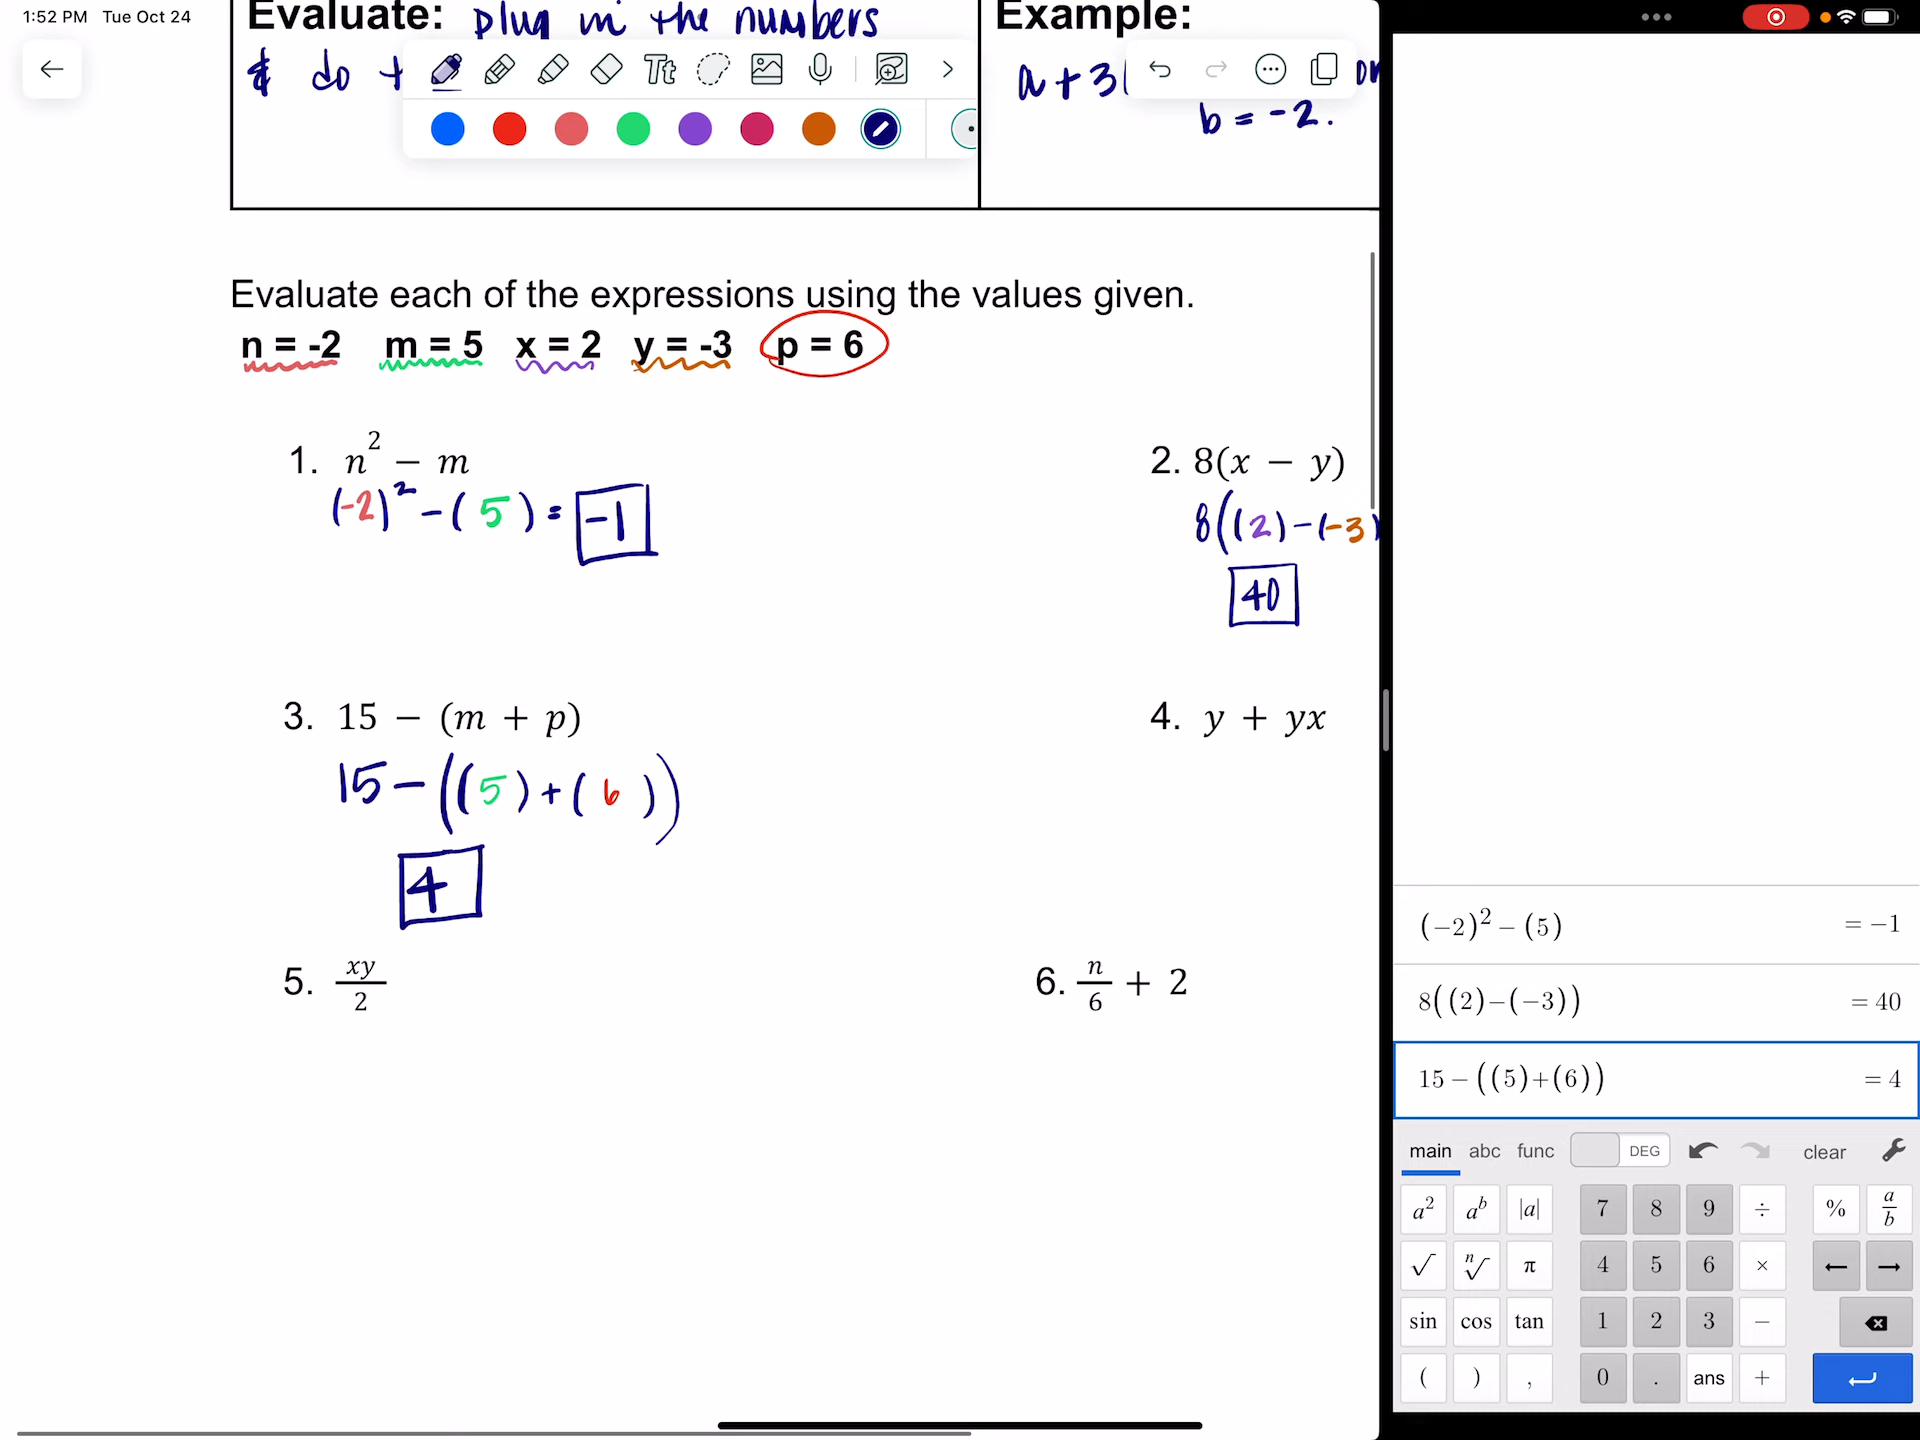 1:52 PM Tue Oct 24
Evaluate: plug in the numbers
& do
Example:
a + 3
b = -2.
Tt
Evaluate each of the expressions using the values given.
n = -2 m = 5 x = 2 y = -3 p = 6
1. n² − m
(-2)² - (5) = -1
2. 8(x − y)
8((2) - (-3)
40
3. 15 − (m + p)
15 - ((5) + (6))
4
4. y + yx
5. xy/2
6. n/6 + 2
(−2)² − (5) = −1
8((2)−(−3)) = 40
15 − ((5)+(6)) = 4
main abc func DEG clear
a² aᵇ |a| 7 8 9 ÷ % a/b
√ ⁿ√ π 4 5 6 × ← →
sin cos tan 1 2 3 −
( ) , 0 . ans +